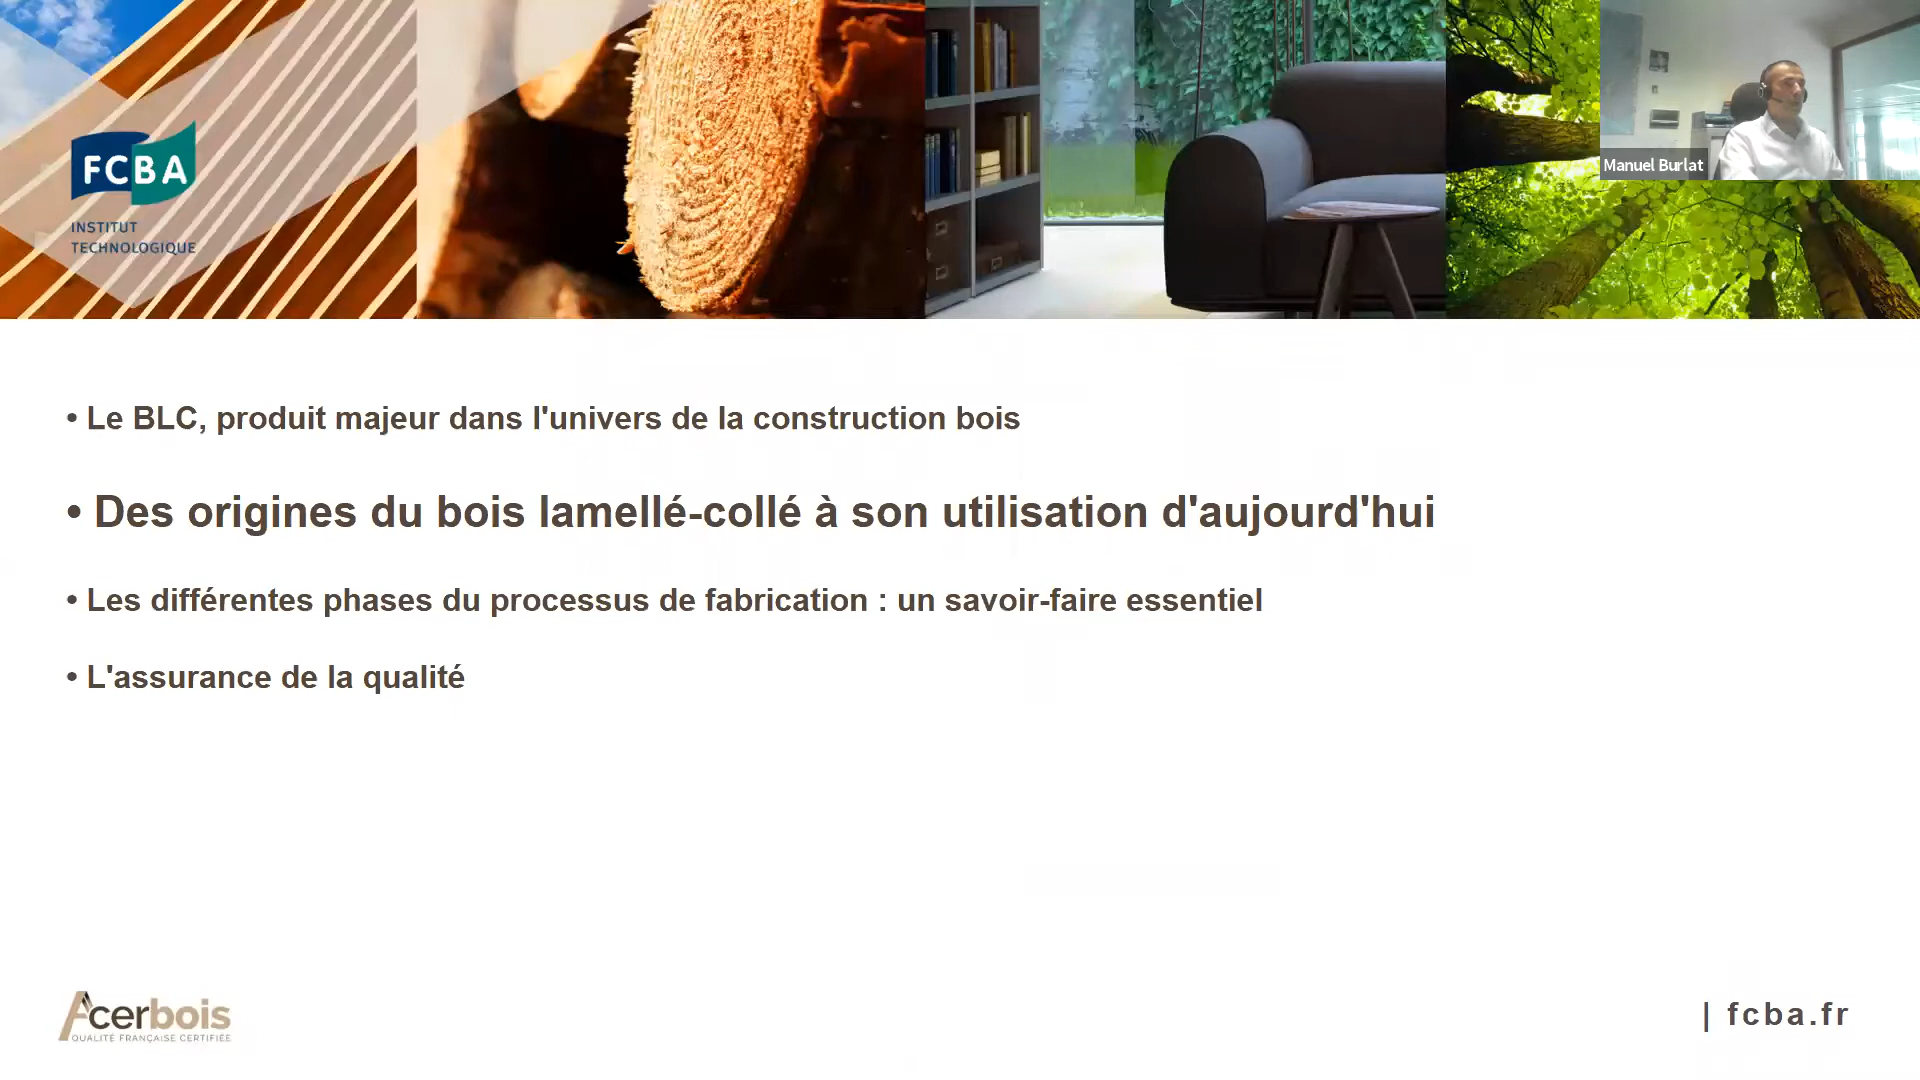 FCBA
INSTITUT
TECHNOLOGIQUE
Manuel Burlat
• Le BLC, produit majeur dans l'univers de la construction bois
• Des origines du bois lamellé-collé à son utilisation d'aujourd'hui
• Les différentes phases du processus de fabrication : un savoir-faire essentiel
• L'assurance de la qualité
Acerbois
QUALITÉ FRANÇAISE CERTIFIÉE
| fcba.fr